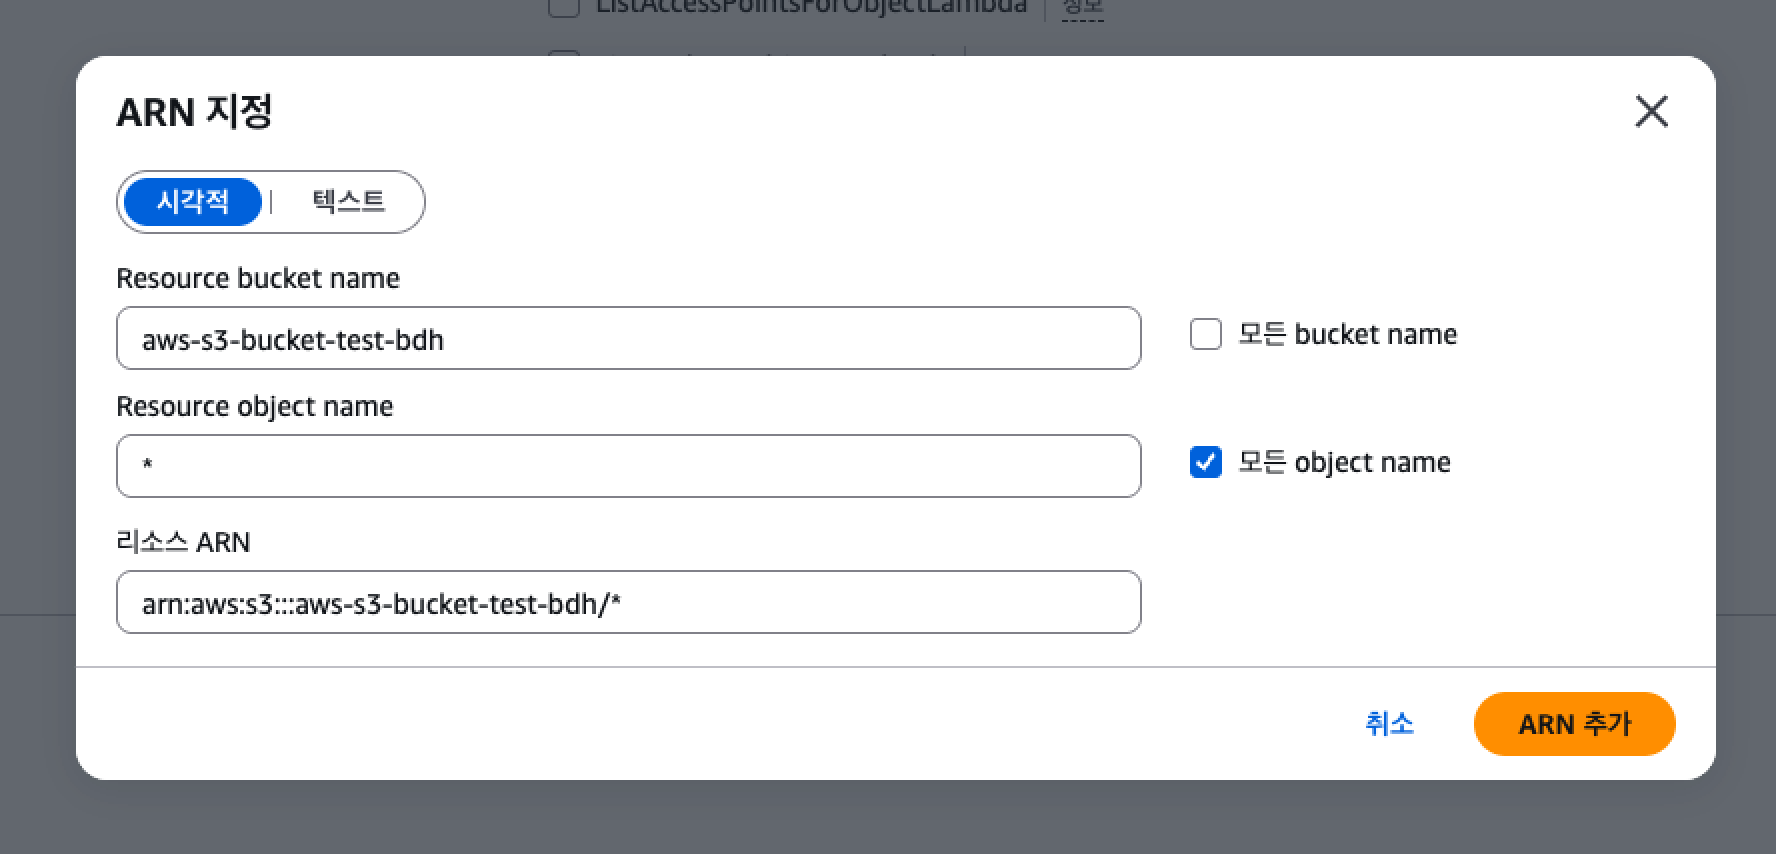 ListAccessPointsForObjectLambda 정보
ARN 지정
시각적 텍스트
Resource bucket name
aws-s3-bucket-test-bdh
모든 bucket name
Resource object name
*
모든 object name
리소스 ARN
arn:aws:s3:::aws-s3-bucket-test-bdh/*
취소 ARN 추가